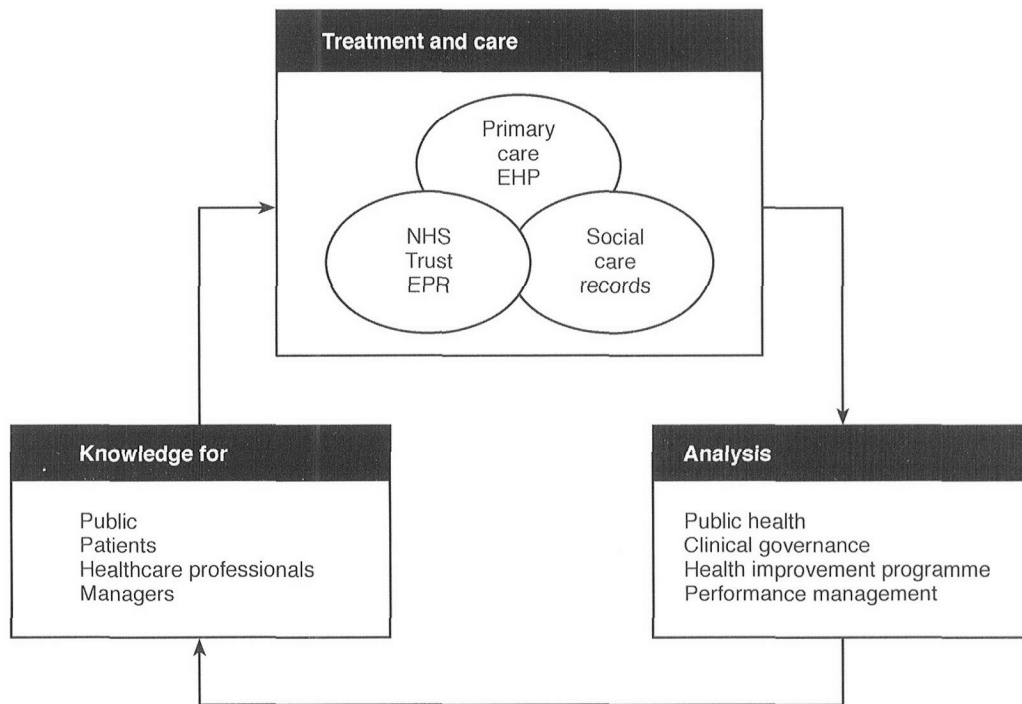 Treatment and care
Primary
care
EHP
NHS
Trust
EPR
Social
care
records
Knowledge for
Public
Patients
Healthcare professionals
Managers
Analysis
Public health
Clinical governance
Health improvement programme
Performance management